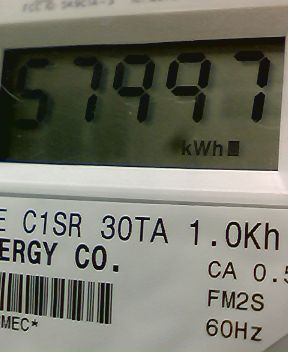 57997
kWh
E C1SR 30TA 1.0Kh
ERGY CO.
CA 0.5
FM2S
MEC*
60Hz